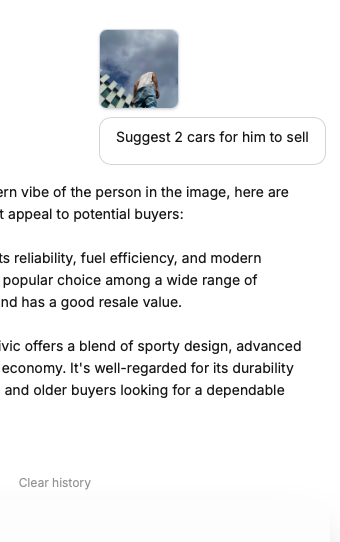 Suggest 2 cars for him to sell
ern vibe of the person in the image, here are
t appeal to potential buyers:
ts reliability, fuel efficiency, and modern
popular choice among a wide range of
nd has a good resale value.
ivic offers a blend of sporty design, advanced
economy. It's well-regarded for its durability
and older buyers looking for a dependable
Clear history